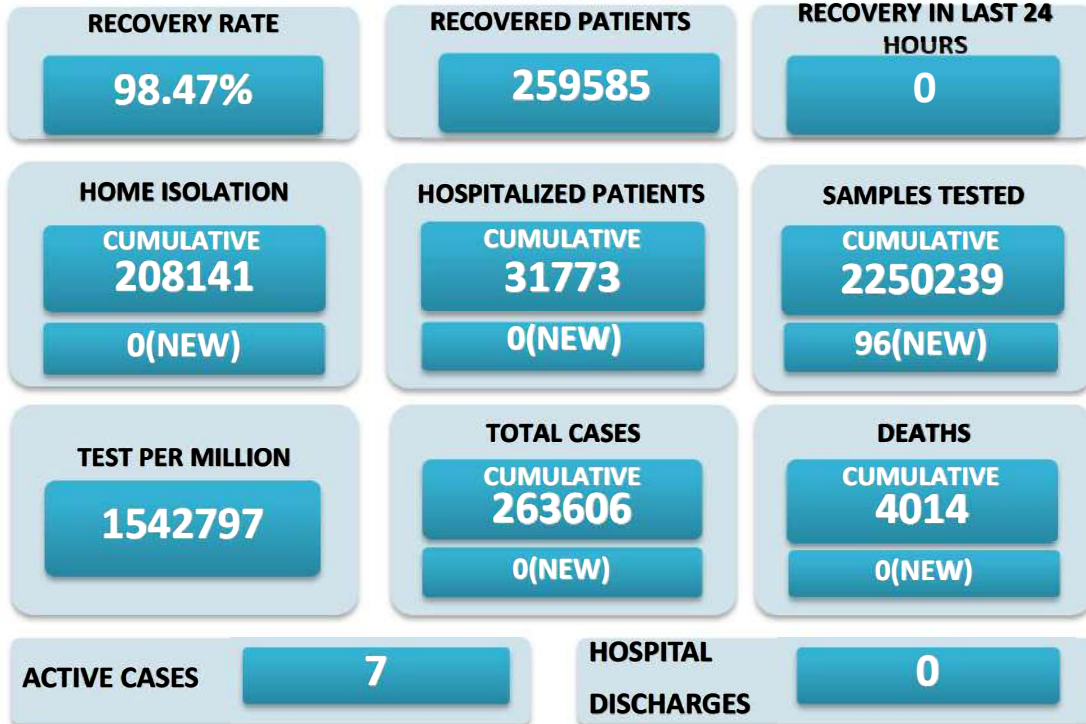 RECOVERY RATE
98.47%
RECOVERED PATIENTS
259585
RECOVERY IN LAST 24
HOURS
0
HOME ISOLATION
CUMULATIVE
208141
0(NEW)
HOSPITALIZED PATIENTS
CUMULATIVE
31773
0(NEW)
SAMPLES TESTED
CUMULATIVE
2250239
96(NEW)
TEST PER MILLION
1542797
TOTAL CASES
CUMULATIVE
263606
0(NEW)
DEATHS
CUMULATIVE
4014
0(NEW)
ACTIVE CASES
7
HOSPITAL
DISCHARGES
0